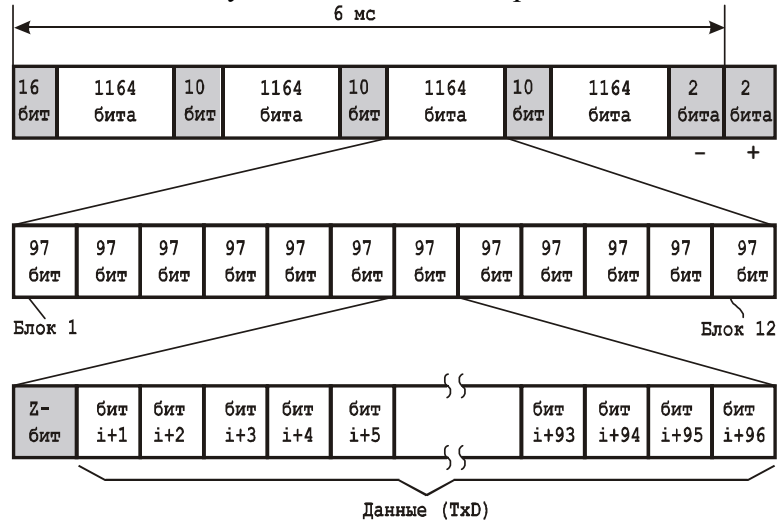 6 мс
16 бит
1164 бита
10 бит
1164 бита
10 бит
1164 бита
10 бит
1164 бита
2 бита
2 бита
- +
97 бит
97 бит
97 бит
97 бит
97 бит
97 бит
97 бит
97 бит
97 бит
97 бит
97 бит
97 бит
Блок 1
Блок 12
Z-бит
бит i+1
бит i+2
бит i+3
бит i+4
бит i+5
бит i+93
бит i+94
бит i+95
бит i+96
Данные (TxD)